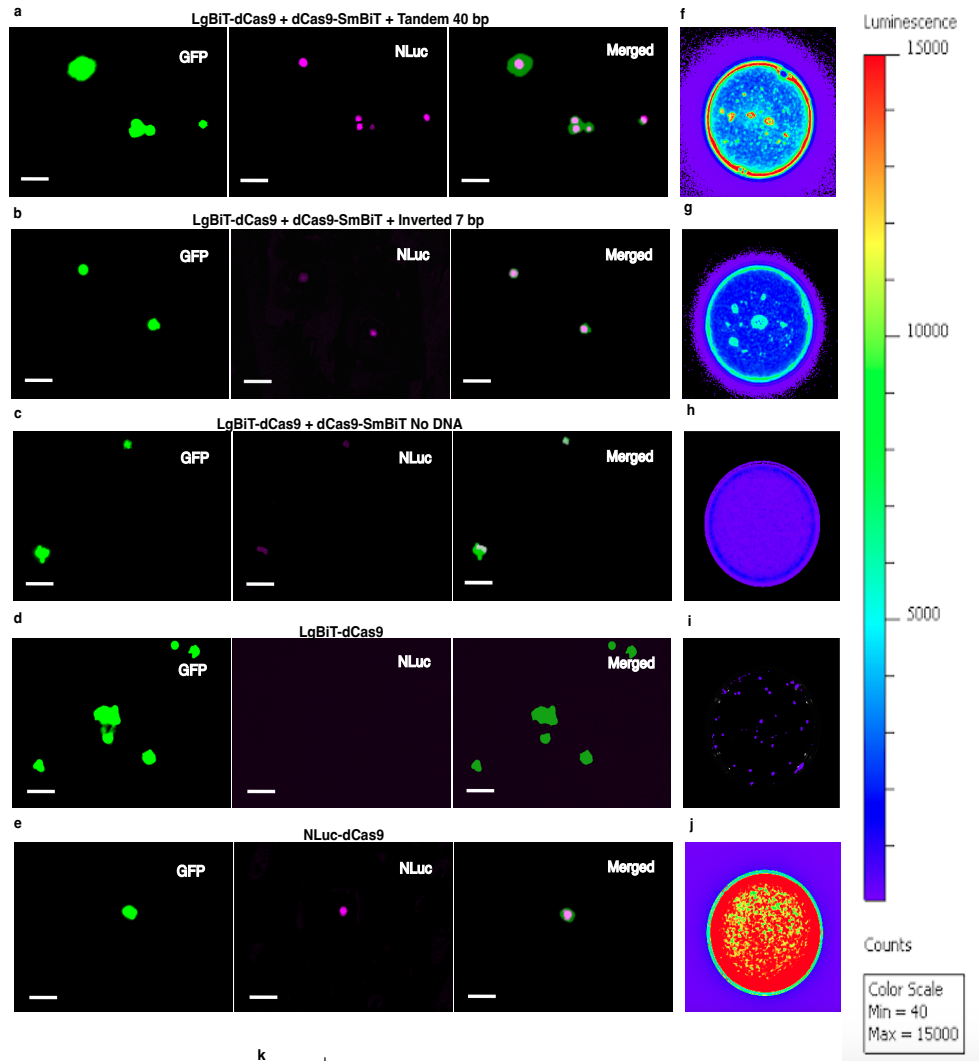 a
LgBiT-dCas9 + dCas9-SmBiT + Tandem 40 bp
GFP
NLuc
Merged
f
Luminescence
15000
10000
5000
Counts
Color Scale
Min = 40
Max = 15000
b
LgBiT-dCas9 + dCas9-SmBiT + Inverted 7 bp
GFP
NLuc
Merged
g
c
LgBiT-dCas9 + dCas9-SmBiT No DNA
GFP
NLuc
Merged
h
d
LgBiT-dCas9
GFP
NLuc
Merged
i
e
NLuc-dCas9
GFP
NLuc
Merged
j
k